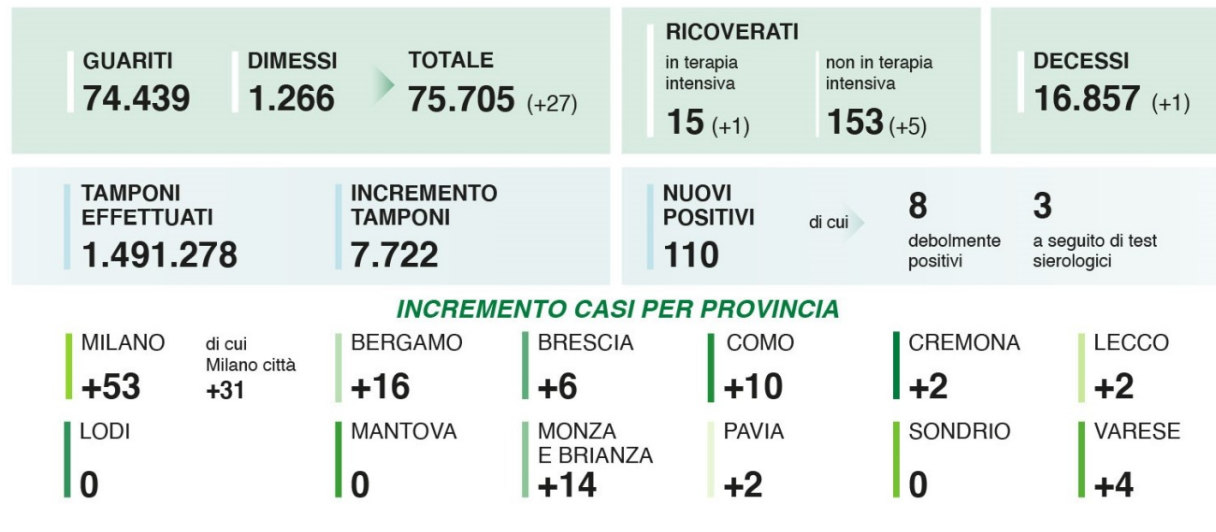 GUARITI
74.439
DIMESSI
1.266
TOTALE
75.705 (+27)
RICOVERATI
in terapia
intensiva
15 (+1)
non in terapia
intensiva
153 (+5)
DECESSI
16.857 (+1)
TAMPONI
EFFETTUATI
1.491.278
INCREMENTO
TAMPONI
7.722
NUOVI
POSITIVI
110
di cui
8
debolmente
positivi
3
a seguito di test
sierologici
INCREMENTO CASI PER PROVINCIA
MILANO
+53
di cui
Milano città
+31
BERGAMO
+16
BRESCIA
+6
COMO
+10
CREMONA
+2
LECCO
+2
LODI
0
MANTOVA
0
MONZA
E BRIANZA
+14
PAVIA
+2
SONDRIO
0
VARESE
+4